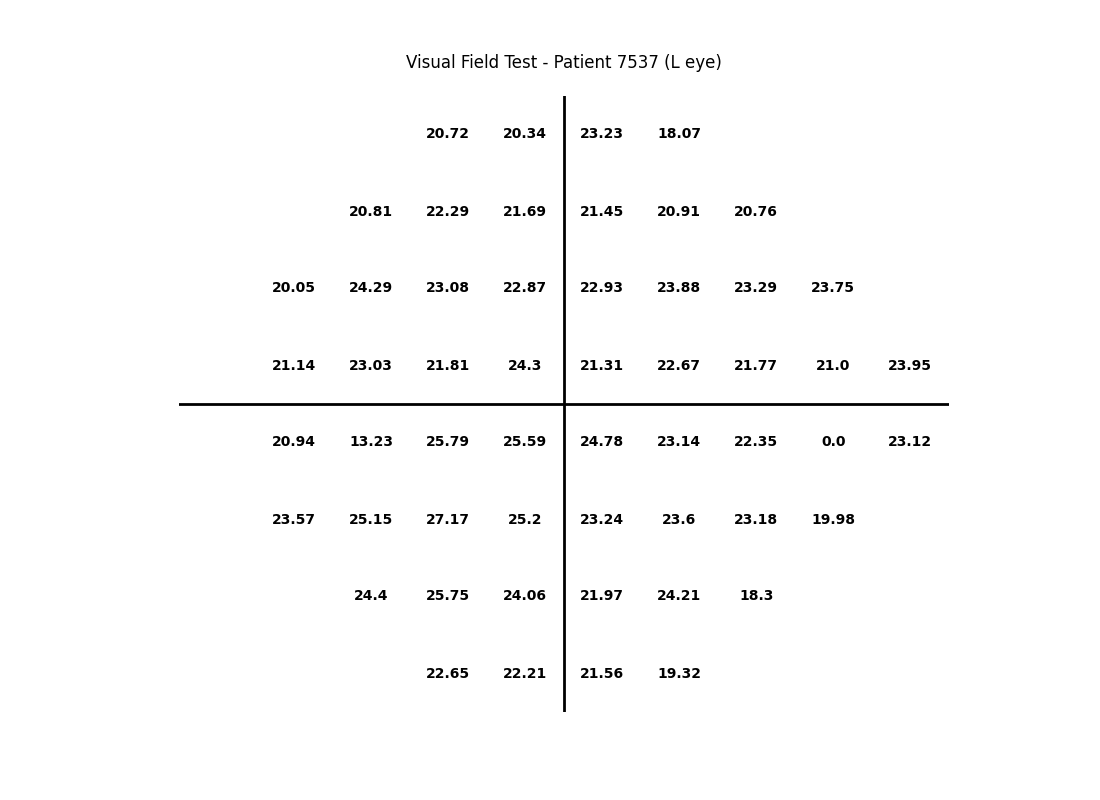 Visual Field Test - Patient 7537 (L eye)
20.72 20.34 23.23 18.07
20.81 22.29 21.69 21.45 20.91 20.76
20.05 24.29 23.08 22.87 22.93 23.88 23.29 23.75
21.14 23.03 21.81 24.3 21.31 22.67 21.77 21.0 23.95
20.94 13.23 25.79 25.59 24.78 23.14 22.35 0.0 23.12
23.57 25.15 27.17 25.2 23.24 23.6 23.18 19.98
24.4 25.75 24.06 21.97 24.21 18.3
22.65 22.21 21.56 19.32